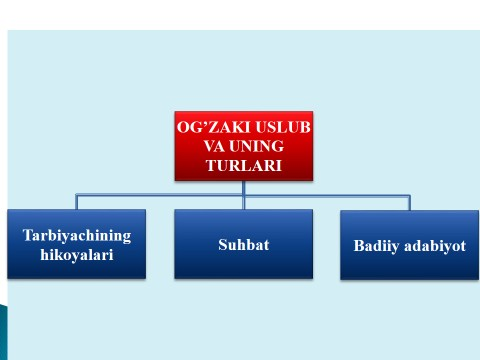 OG’ZAKI USLUB
VA UNING
TURLARI
Tarbiyachining
hikoyalari
Suhbat
Badiiy adabiyot